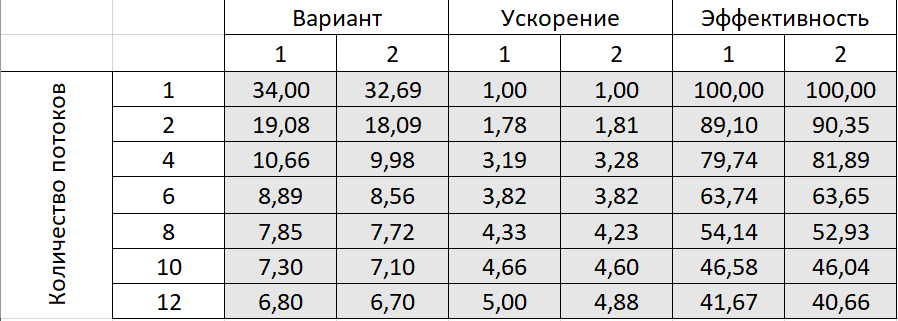 Вариант Ускорение Эффективность
1 2 1 2 1 2
Количество потоков
1 34,00 32,69 1,00 1,00 100,00 100,00
2 19,08 18,09 1,78 1,81 89,10 90,35
4 10,66 9,98 3,19 3,28 79,74 81,89
6 8,89 8,56 3,82 3,82 63,74 63,65
8 7,85 7,72 4,33 4,23 54,14 52,93
10 7,30 7,10 4,66 4,60 46,58 46,04
12 6,80 6,70 5,00 4,88 41,67 40,66